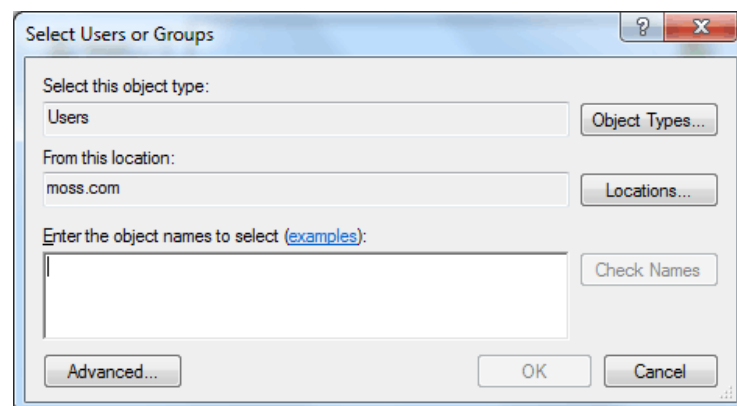 Select Users or Groups
Select this object type:
Users
Object Types...
From this location:
moss.com
Locations...
Enter the object names to select (examples):
Check Names
Advanced...
OK
Cancel